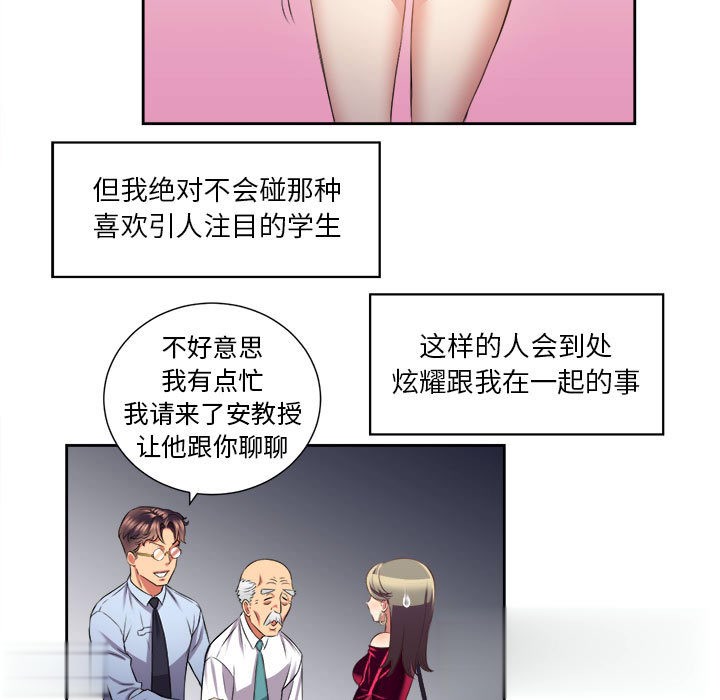 但我绝对不会碰那种
喜欢引人注目的学生
这样的人会到处
炫耀跟我在一起的事
不好意思
我有点忙
我请来了安教授
让他跟你聊聊